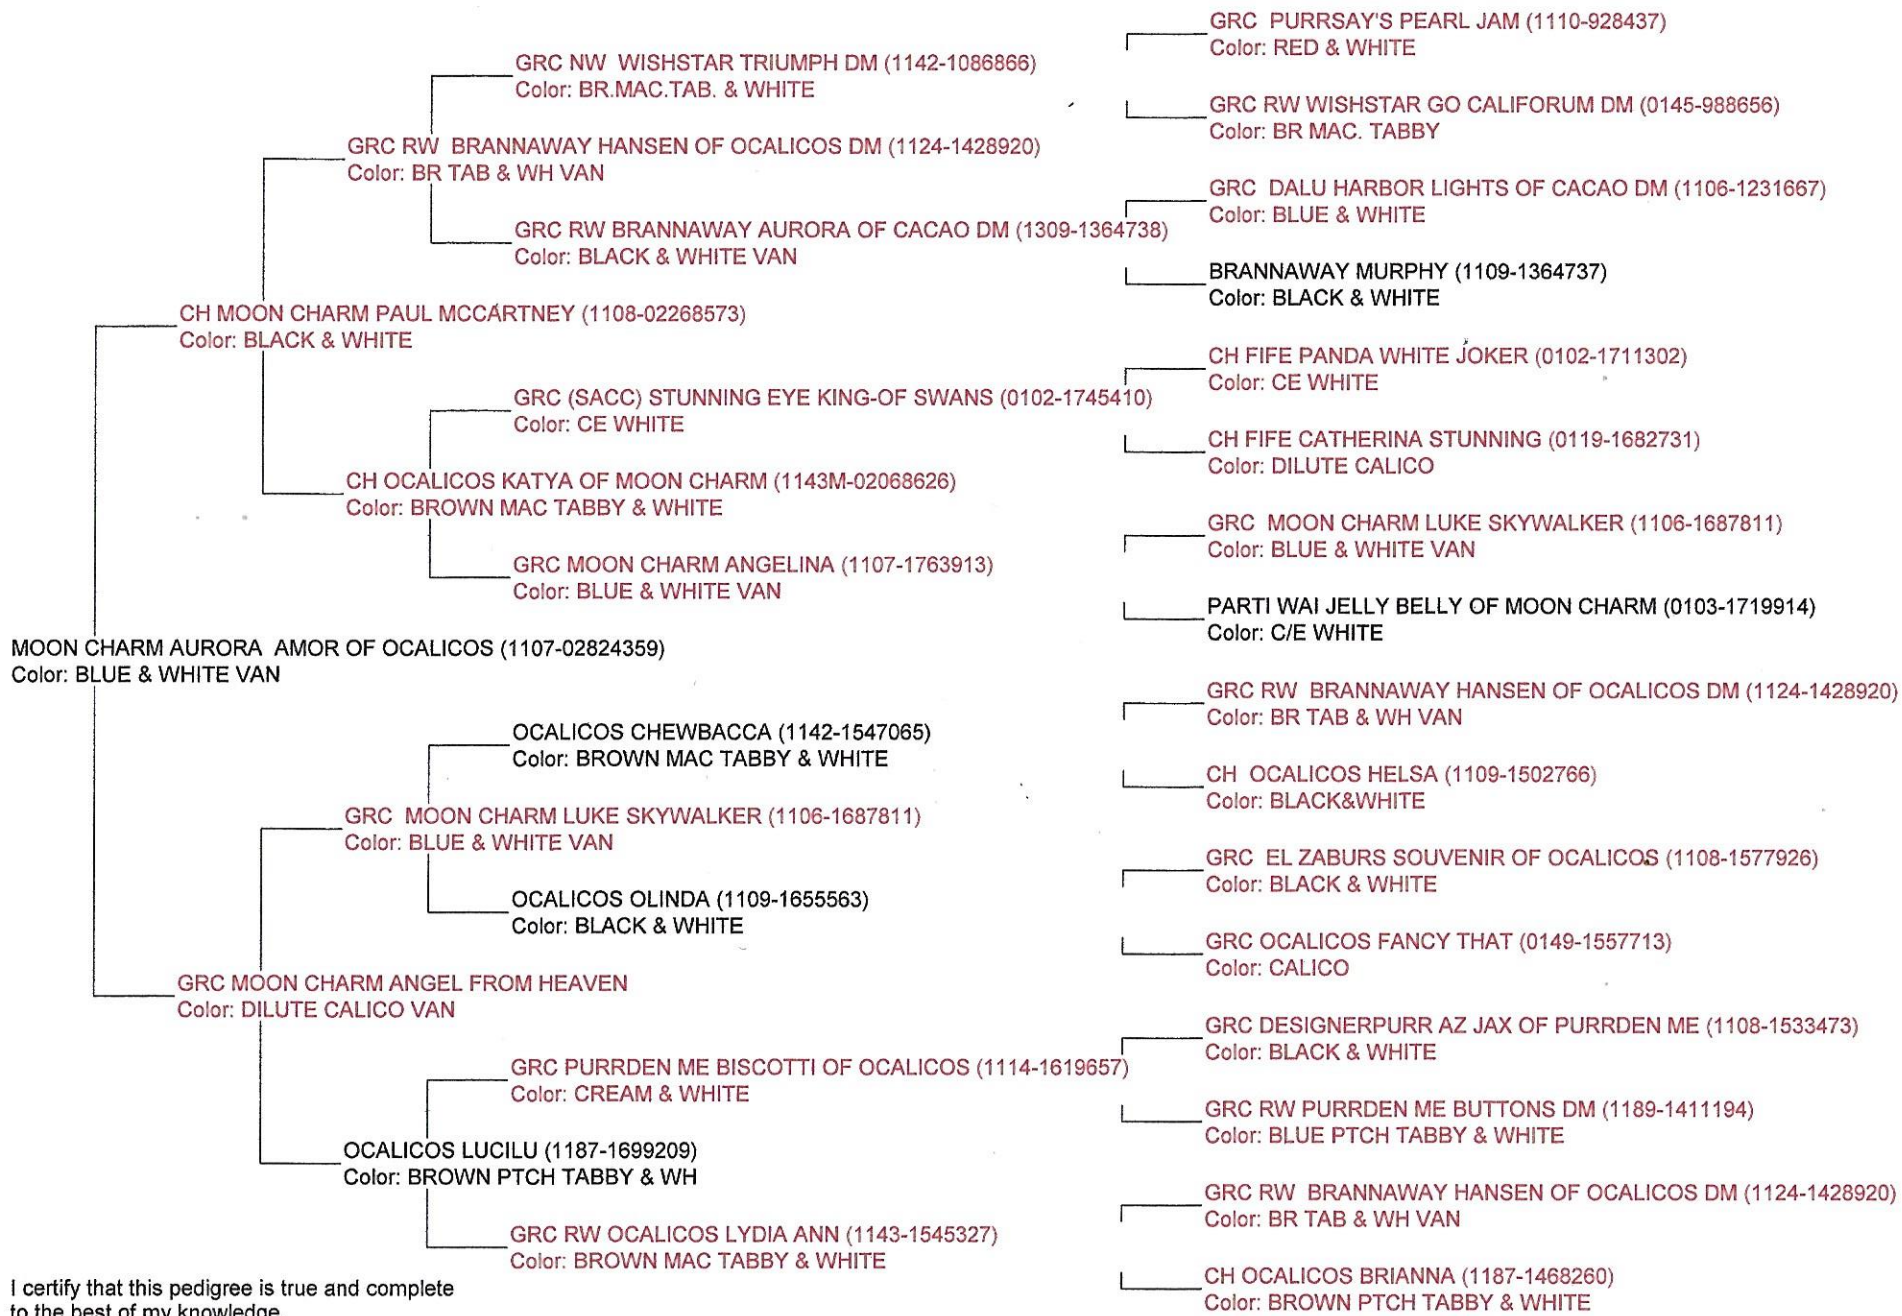 GRC PURRSAY'S PEARL JAM (1110-928437)
Color: RED & WHITE
GRC NW WISHSTAR TRIUMPH DM (1142-1086866)
Color: BR.MAC.TAB. & WHITE
GRC RW WISHSTAR GO CALIFORUM DM (0145-988656)
Color: BR MAC. TABBY
GRC RW BRANNAWAY HANSEN OF OCALICOS DM (1124-1428920)
Color: BR TAB & WH VAN
GRC DALU HARBOR LIGHTS OF CACAO DM (1106-1231667)
Color: BLUE & WHITE
GRC RW BRANNAWAY AURORA OF CACAO DM (1309-1364738)
Color: BLACK & WHITE VAN
BRANNAWAY MURPHY (1109-1364737)
Color: BLACK & WHITE
CH MOON CHARM PAUL MCCARTNEY (1108-02268573)
Color: BLACK & WHITE
CH FIFE PANDA WHITE JOKER (0102-1711302)
Color: CE WHITE
GRC (SACC) STUNNING EYE KING-OF SWANS (0102-1745410)
Color: CE WHITE
CH FIFE CATHERINA STUNNING (0119-1682731)
Color: DILUTE CALICO
CH OCALICOS KATYA OF MOON CHARM (1143M-02068626)
Color: BROWN MAC TABBY & WHITE
GRC MOON CHARM LUKE SKYWALKER (1106-1687811)
Color: BLUE & WHITE VAN
GRC MOON CHARM ANGELINA (1107-1763913)
Color: BLUE & WHITE VAN
PARTI WAI JELLY BELLY OF MOON CHARM (0103-1719914)
Color: C/E WHITE
MOON CHARM AURORA AMOR OF OCALICOS (1107-02824359)
Color: BLUE & WHITE VAN
GRC RW BRANNAWAY HANSEN OF OCALICOS DM (1124-1428920)
Color: BR TAB & WH VAN
OCALICOS CHEWBACCA (1142-1547065)
Color: BROWN MAC TABBY & WHITE
CH OCALICOS HELSA (1109-1502766)
Color: BLACK&WHITE
GRC MOON CHARM LUKE SKYWALKER (1106-1687811)
Color: BLUE & WHITE VAN
GRC EL ZABURS SOUVENIR OF OCALICOS (1108-1577926)
Color: BLACK & WHITE
OCALICOS OLINDA (1109-1655563)
Color: BLACK & WHITE
GRC OCALICOS FANCY THAT (0149-1557713)
Color: CALICO
GRC MOON CHARM ANGEL FROM HEAVEN
Color: DILUTE CALICO VAN
GRC DESIGNERPURR AZ JAX OF PURRDEN ME (1108-1533473)
Color: BLACK & WHITE
GRC PURRDEN ME BISCOTTI OF OCALICOS (1114-1619657)
Color: CREAM & WHITE
GRC RW PURRDEN ME BUTTONS DM (1189-1411194)
Color: BLUE PTCH TABBY & WHITE
OCALICOS LUCILU (1187-1699209)
Color: BROWN PTCH TABBY & WH
GRC RW BRANNAWAY HANSEN OF OCALICOS DM (1124-1428920)
Color: BR TAB & WH VAN
GRC RW OCALICOS LYDIA ANN (1143-1545327)
Color: BROWN MAC TABBY & WHITE
CH OCALICOS BRIANNA (1187-1468260)
Color: BROWN PTCH TABBY & WHITE
I certify that this pedigree is true and complete
to the best of my knowledge